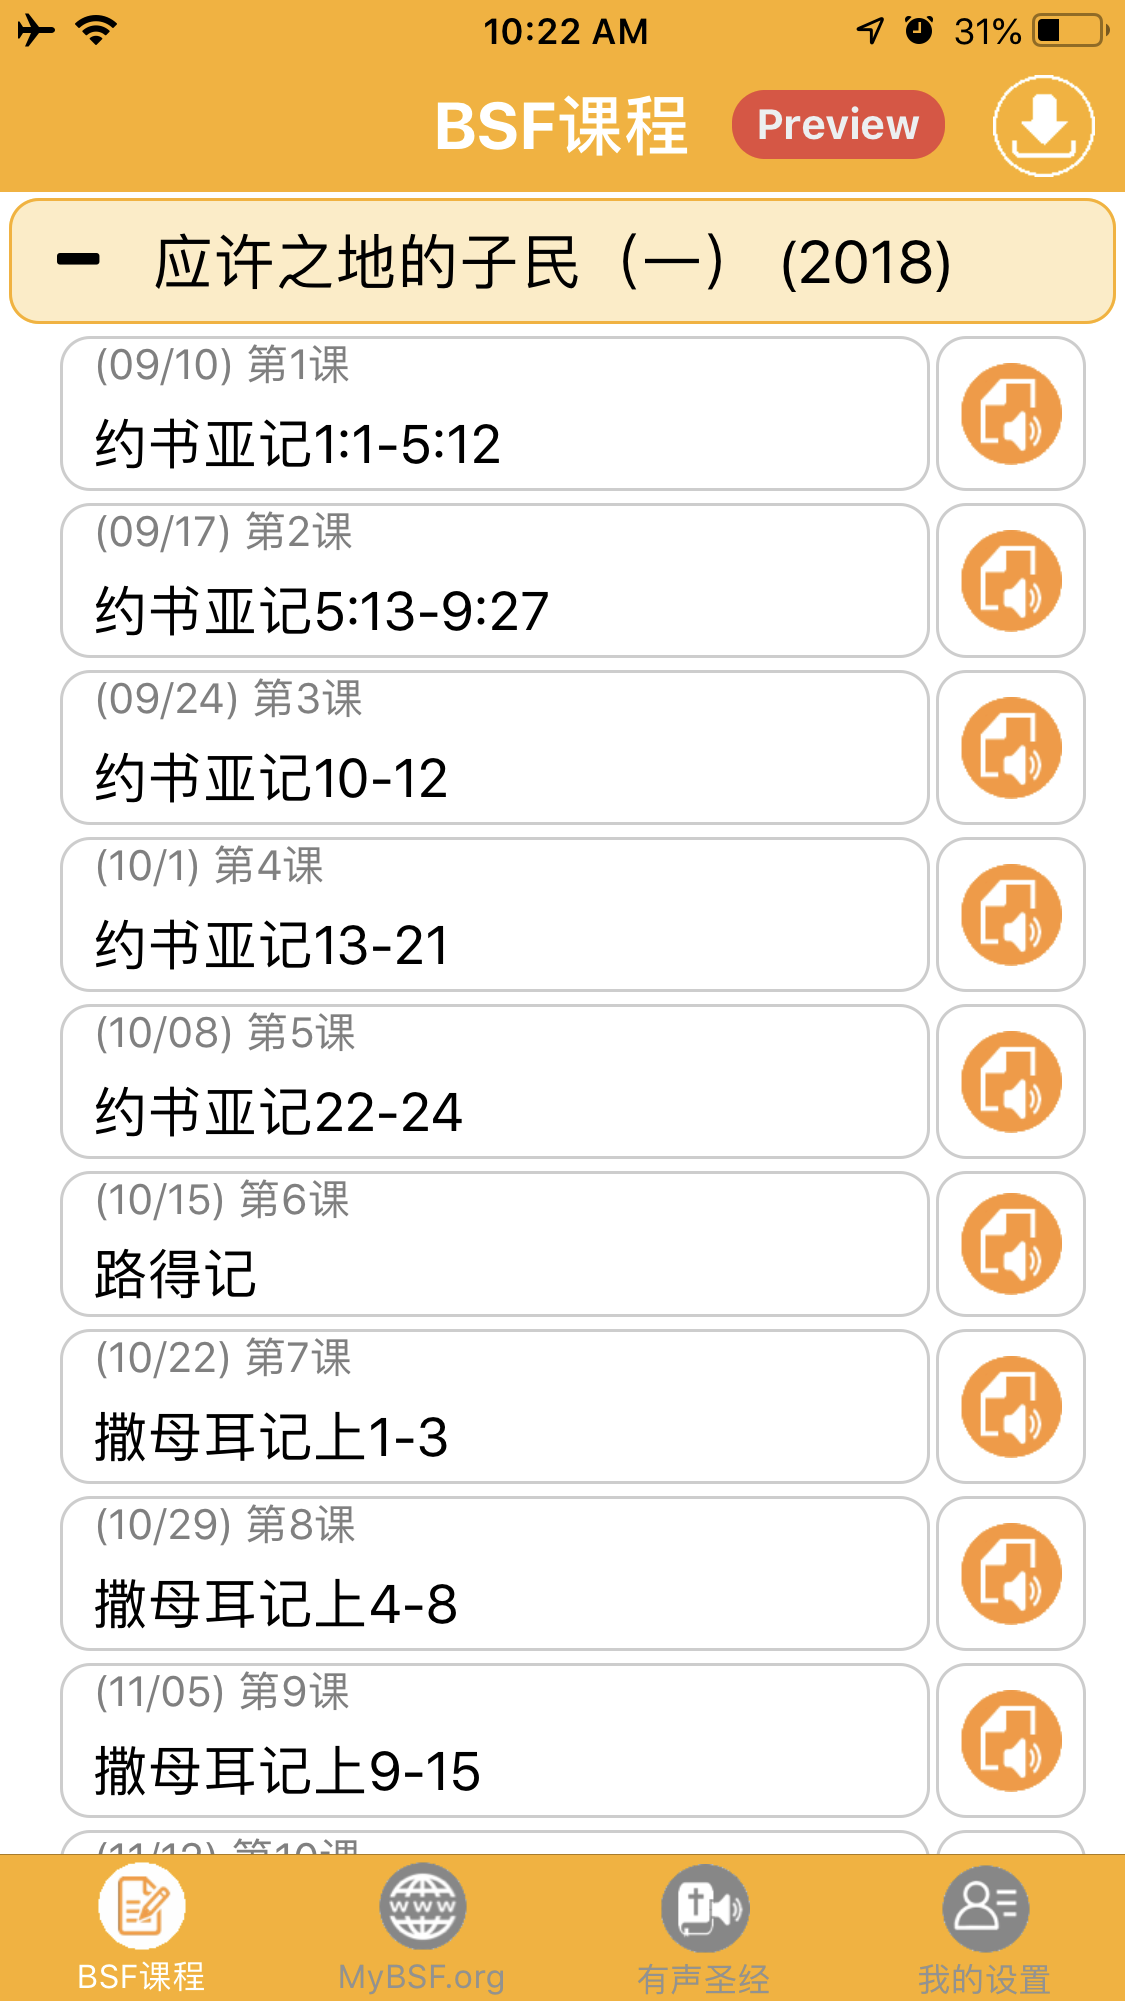 10:22 AM
31%
BSF课程
Preview
应许之地的子民（一） (2018)
(09/10) 第1课
约书亚记1:1-5:12
(09/17) 第2课
约书亚记5:13-9:27
(09/24) 第3课
约书亚记10-12
(10/1) 第4课
约书亚记13-21
(10/08) 第5课
约书亚记22-24
(10/15) 第6课
路得记
(10/22) 第7课
撒母耳记上1-3
(10/29) 第8课
撒母耳记上4-8
(11/05) 第9课
撒母耳记上9-15
(11/12) 第10课
www
BSF课程
MyBSF.org
有声圣经
我的设置